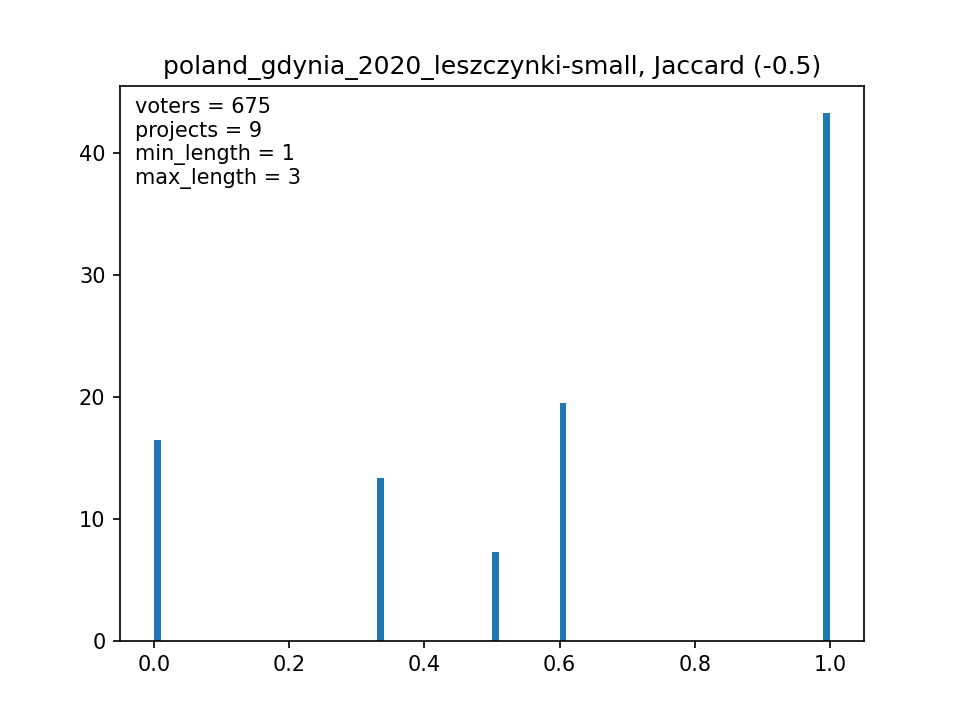 poland_gdynia_2020_leszczynki-small, Jaccard (-0.5)
voters = 675
projects = 9
min_length = 1
max_length = 3
40
30
20
10
0
0.0 0.2 0.4 0.6 0.8 1.0